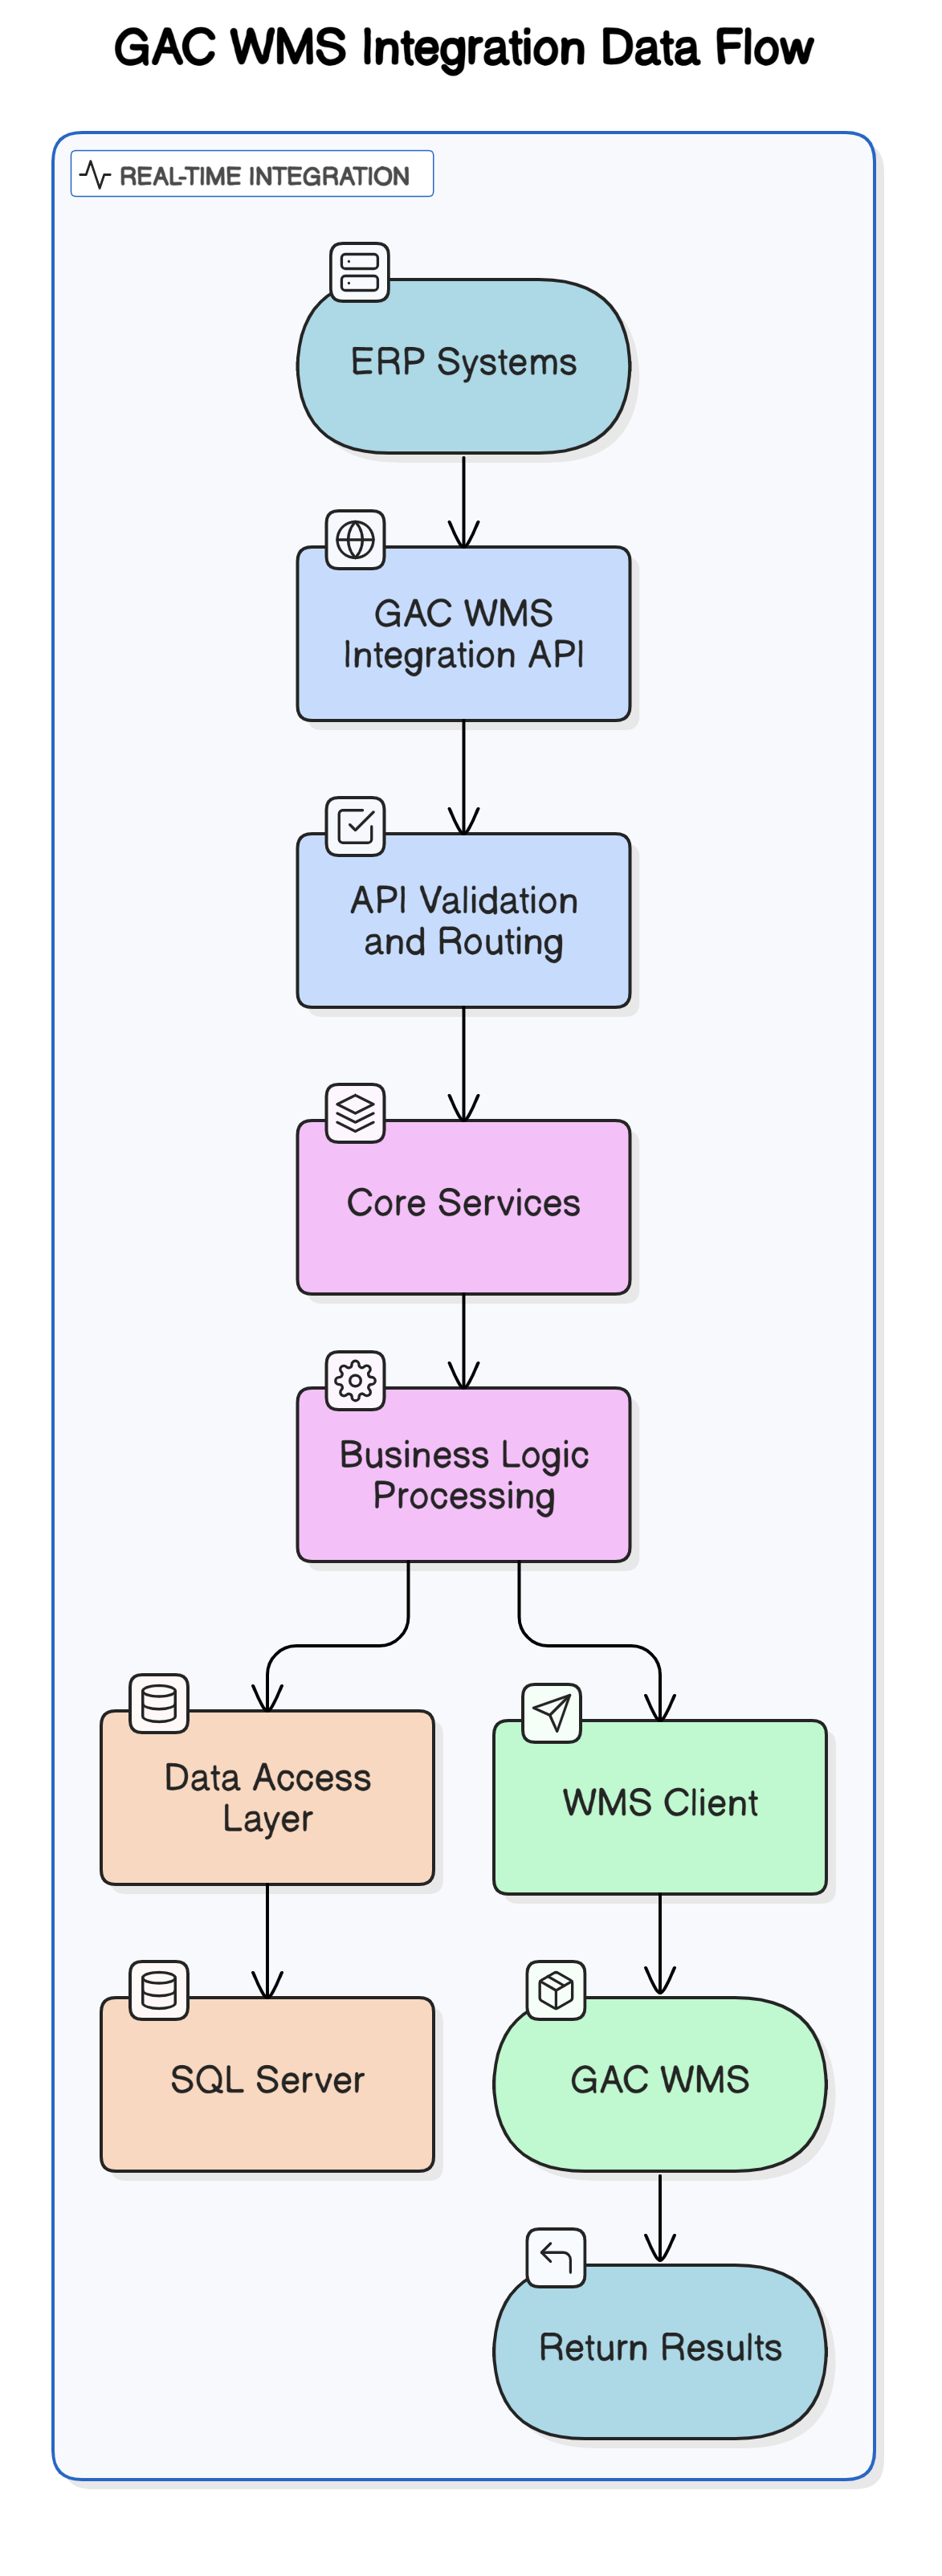 GAC WMS Integration Data Flow
REAL-TIME INTEGRATION
ERP Systems
GAC WMS
Integration API
API Validation
and Routing
Core Services
Business Logic
Processing
Data Access
Layer
WMS Client
SQL Server
GAC WMS
Return Results